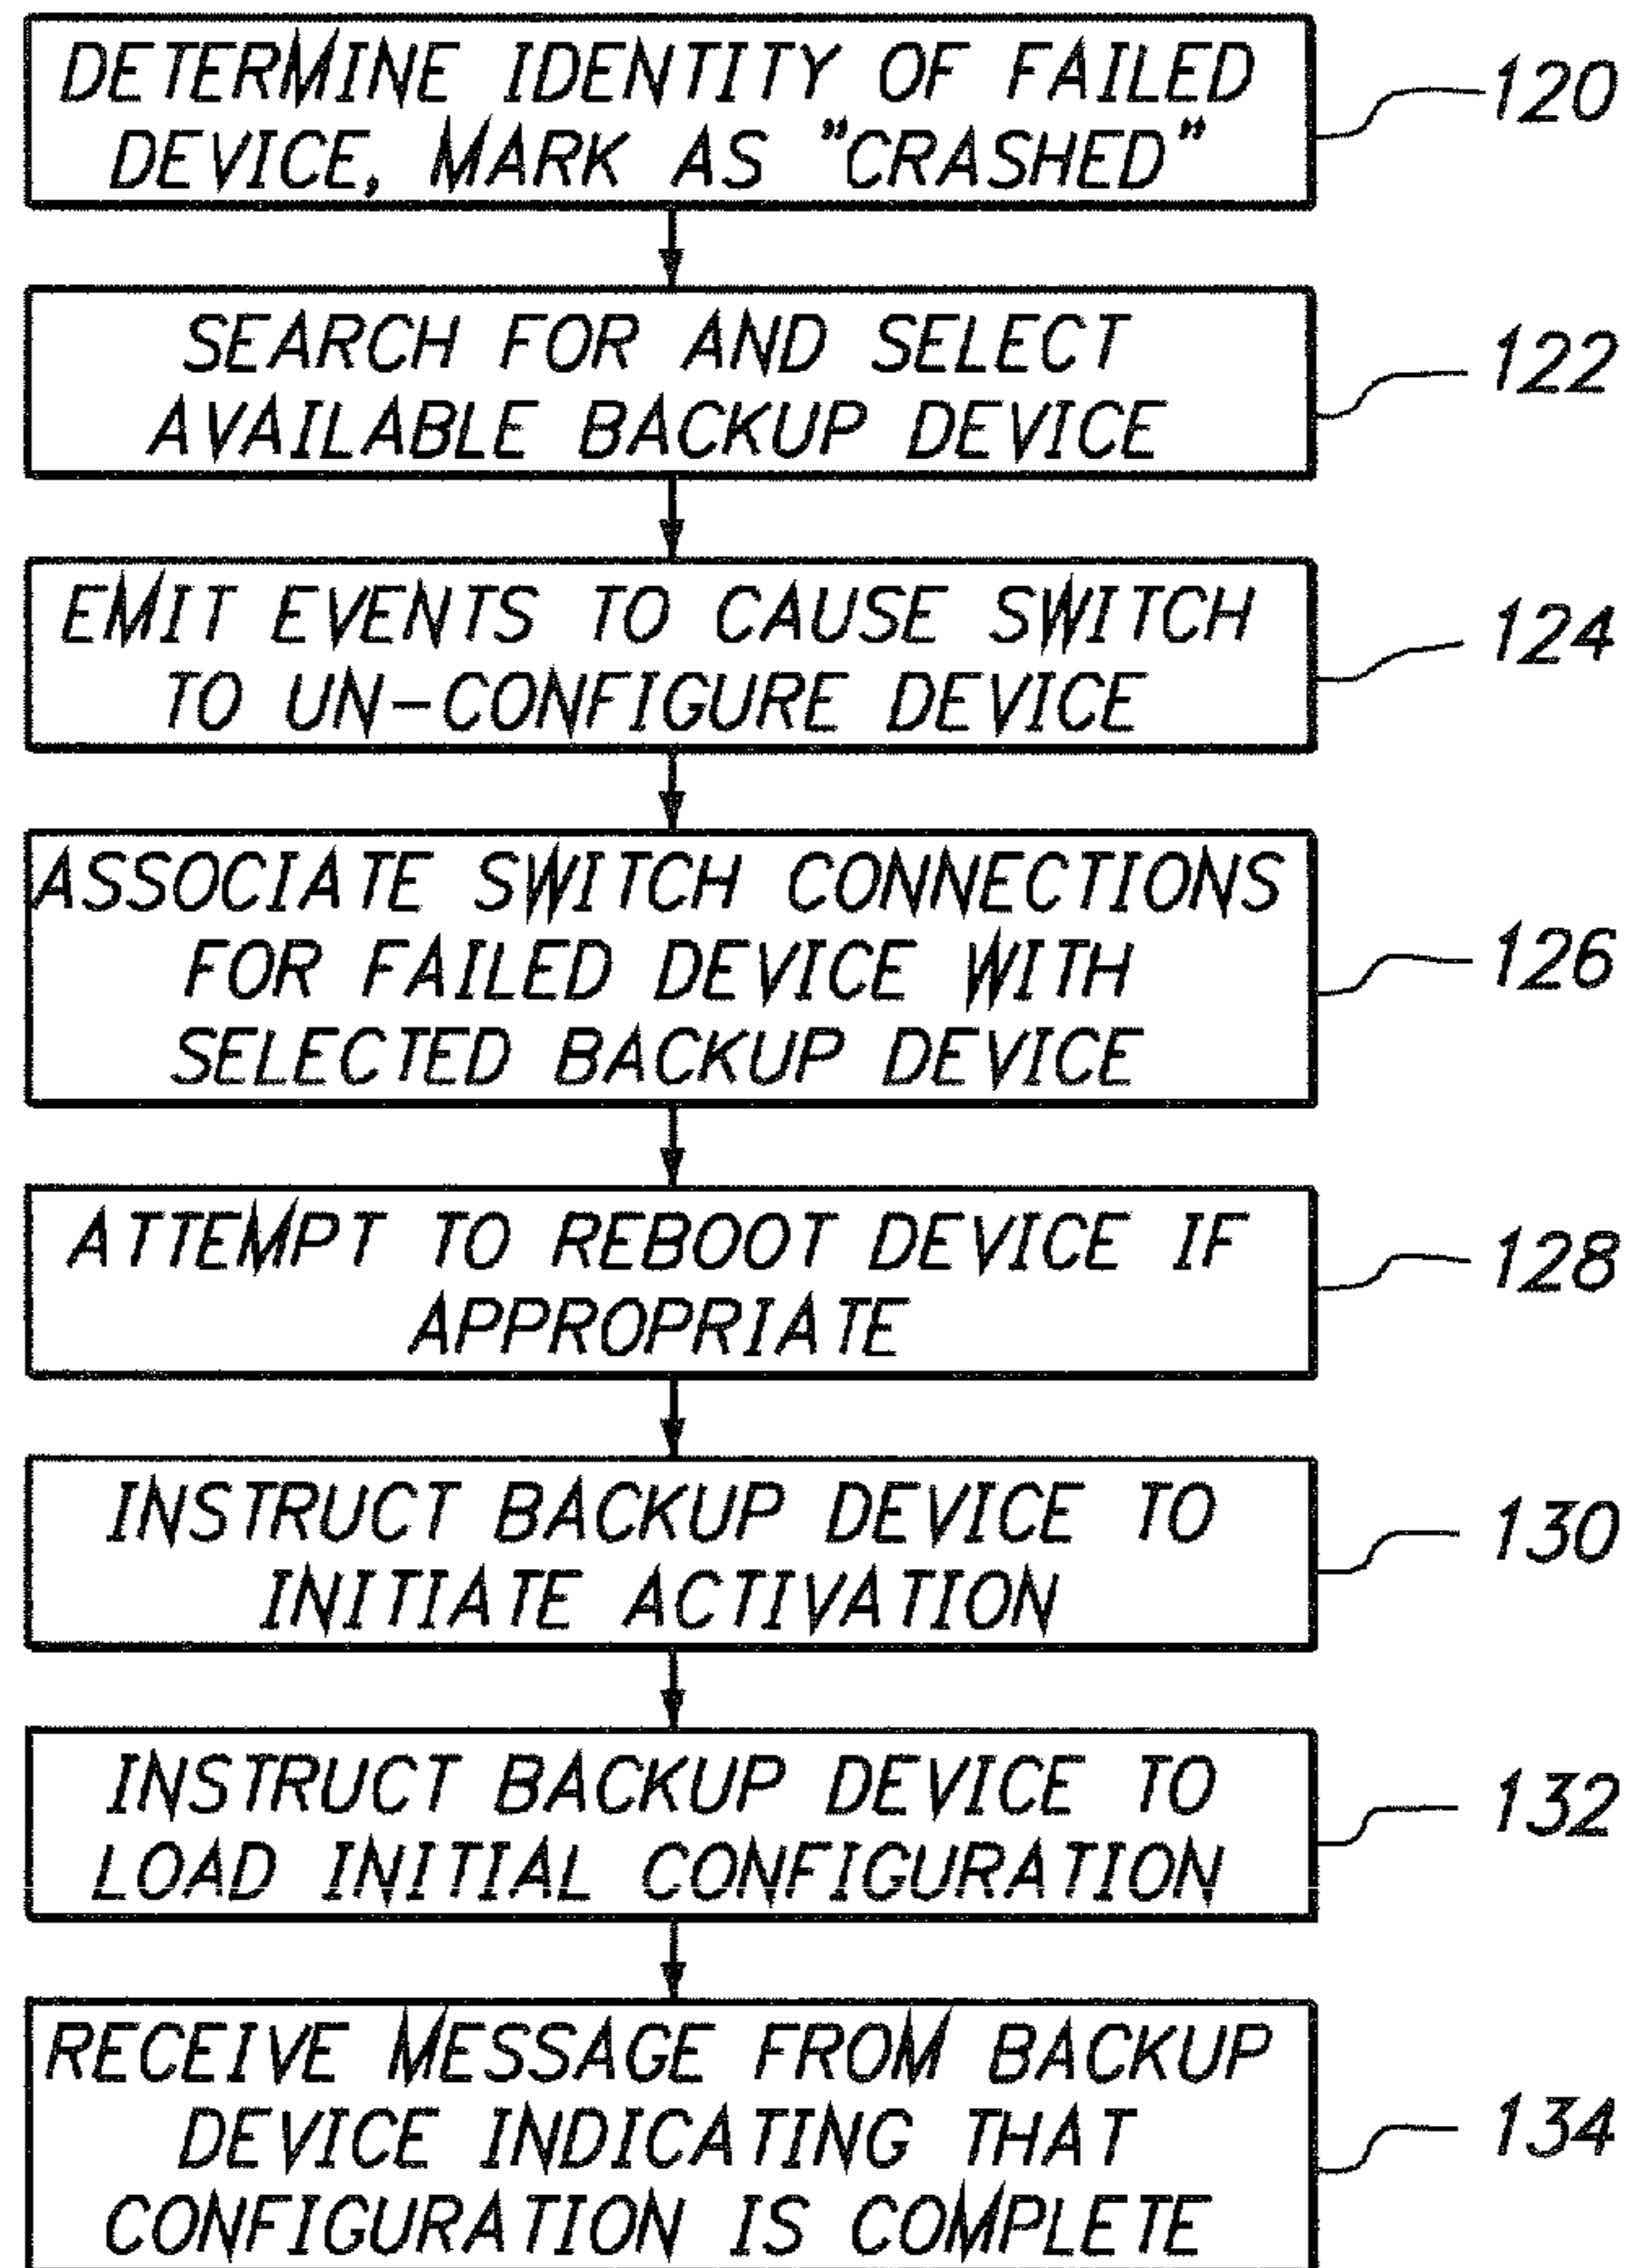 DETERMINE IDENTITY OF FAILED
DEVICE, MARK AS "CRASHED"
120
SEARCH FOR AND SELECT
AVAILABLE BACKUP DEVICE
122
EMIT EVENTS TO CAUSE SWITCH
TO UN-CONFIGURE DEVICE
124
ASSOCIATE SWITCH CONNECTIONS
FOR FAILED DEVICE WITH
SELECTED BACKUP DEVICE
126
ATTEMPT TO REBOOT DEVICE IF
APPROPRIATE
128
INSTRUCT BACKUP DEVICE TO
INITIATE ACTIVATION
130
INSTRUCT BACKUP DEVICE TO
LOAD INITIAL CONFIGURATION
132
RECEIVE MESSAGE FROM BACKUP
DEVICE INDICATING THAT
CONFIGURATION IS COMPLETE
134